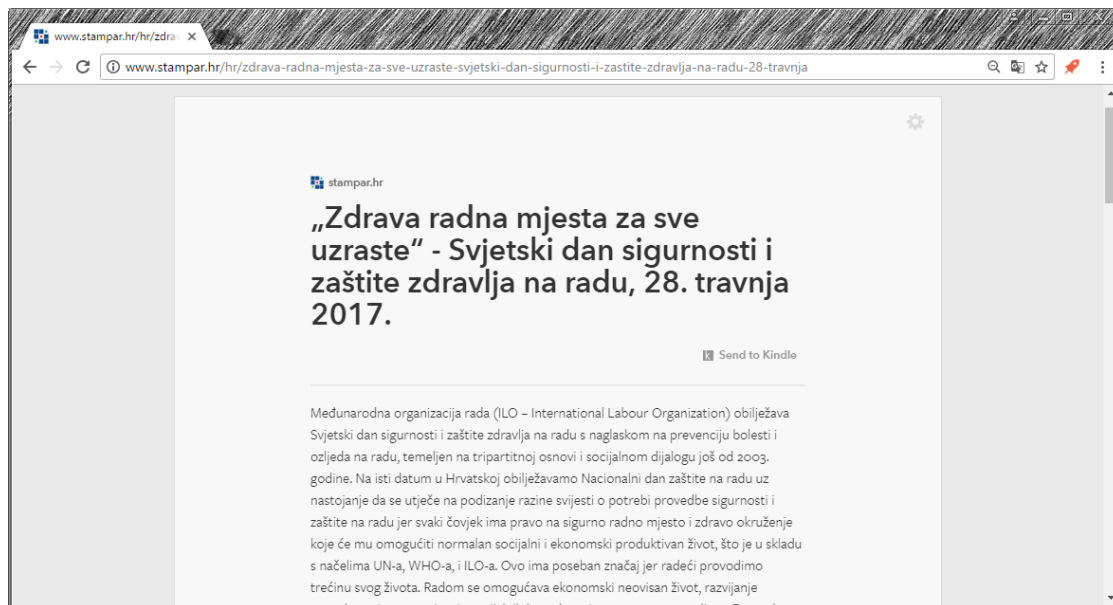 www.stampar.hr/hr/zdra
www.stampar.hr/hr/zdrava-radna-mjesta-za-sve-uzraste-svjetski-dan-sigurnosti-i-zastite-zdravlja-na-radu-28-travnja
stampar.hr
„Zdrava radna mjesta za sve
uzraste“ - Svjetski dan sigurnosti i
zaštite zdravlja na radu, 28. travnja
2017.
Send to Kindle
Međunarodna organizacija rada (ILO – International Labour Organization) obilježava
Svjetski dan sigurnosti i zaštite zdravlja na radu s naglaskom na prevenciju bolesti i
ozljeda na radu, temeljen na tripartitnoj osnovi i socijalnom dijalogu još od 2003.
godine. Na isti datum u Hrvatskoj obilježavamo Nacionalni dan zaštite na radu uz
nastojanje da se utječe na podizanje razine svijesti o potrebi provedbe sigurnosti i
zaštite na radu jer svaki čovjek ima pravo na sigurno radno mjesto i zdravo okruženje
koje će mu omogućiti normalan socijalni i ekonomski produktivan život, što je u skladu
s načelima UN-a, WHO-a, i ILO-a. Ovo ima poseban značaj jer radeći provodimo
trećinu svog života. Radom se omogućava ekonomski neovisan život, razvijanje